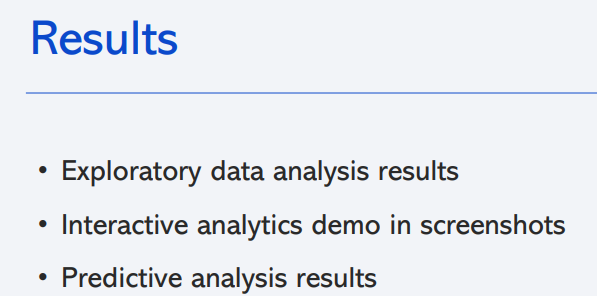 Results
• Exploratory data analysis results
• Interactive analytics demo in screenshots
• Predictive analysis results